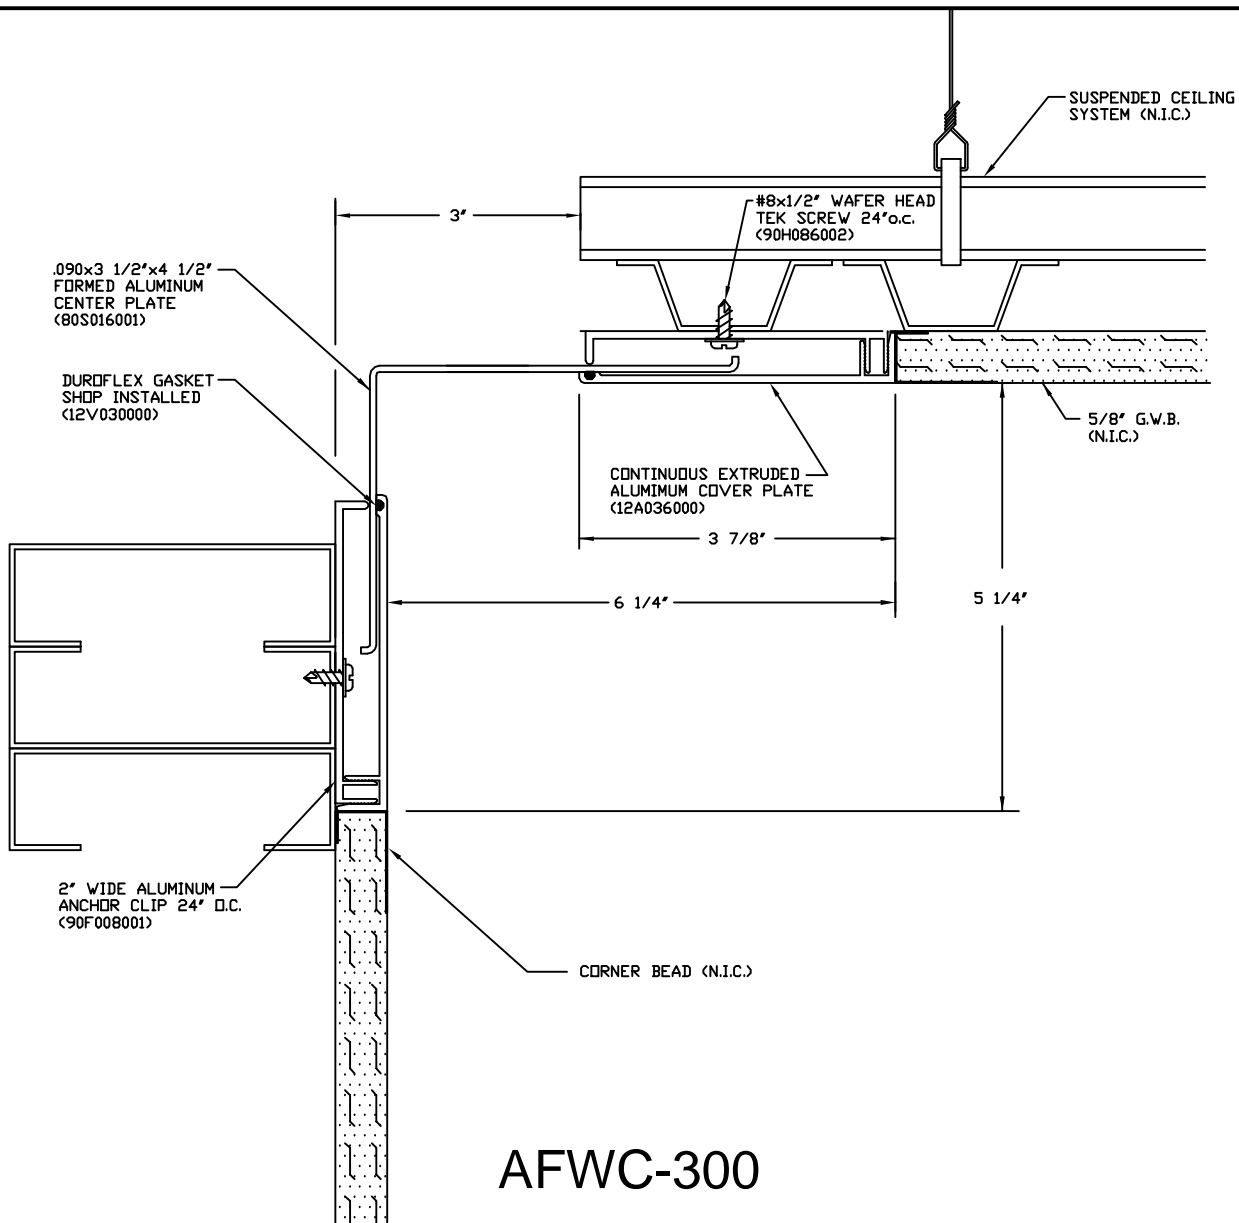 SUSPENDED CEILING
SYSTEM (N.I.C.)
#8x1/2" WAFER HEAD
TEK SCREW 24"o.c.
(90H086002)
3"
.090x3 1/2"x4 1/2"
FORMED ALUMINUM
CENTER PLATE
(80S016001)
DUROFLEX GASKET
SHOP INSTALLED
(12V030000)
5/8" G.W.B.
(N.I.C.)
CONTINUOUS EXTRUDED
ALUMIMUM COVER PLATE
(12A036000)
3 7/8"
6 1/4"
5 1/4"
2" WIDE ALUMINUM
ANCHOR CLIP 24" O.C.
(90F008001)
CORNER BEAD (N.I.C.)
AFWC-300